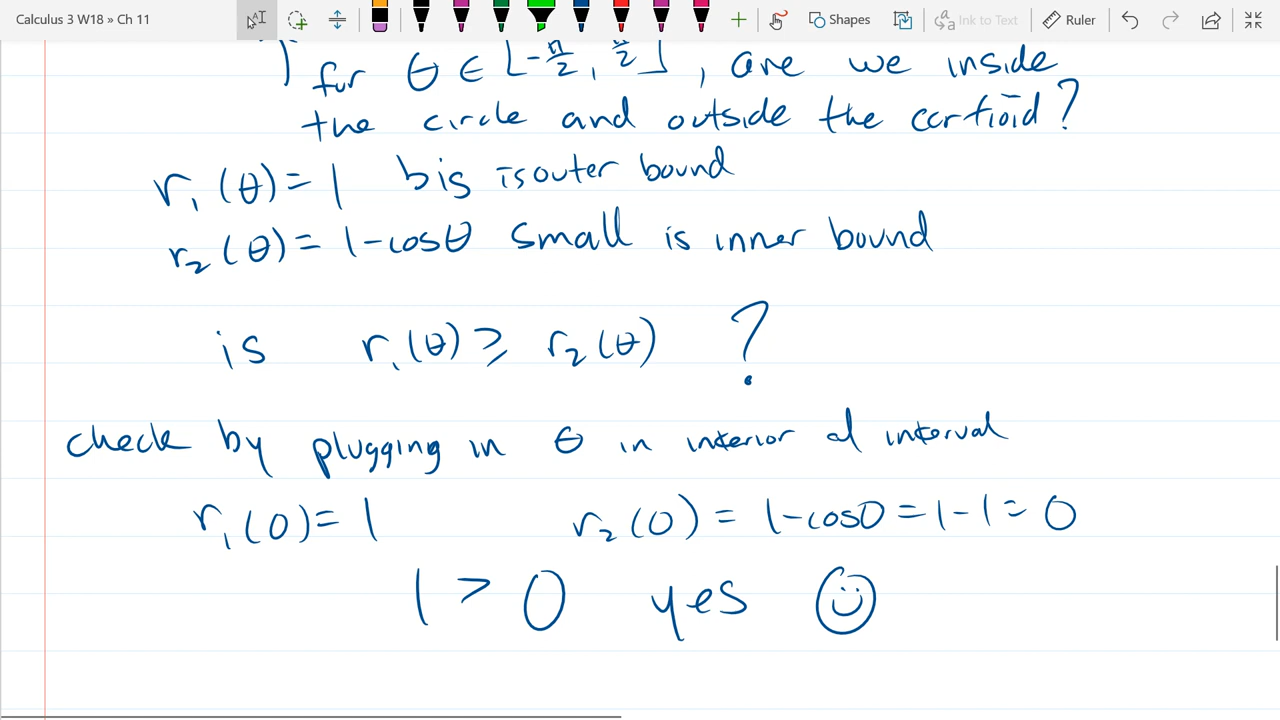 Calculus 3 W18 » Ch 11 Shapes Link to Text Ruler
for θ ∈ [-π/2, π/2], are we inside
the circle and outside the cartioid?
r₁(θ) = 1 big is outer bound
r₂(θ) = 1-cosθ small is inner bound
is r₁(θ) ≥ r₂(θ) ?
check by plugging in θ in interior of interval
r₁(0) = 1 r₂(0) = 1-cos0 = 1-1 = 0
1 > 0 yes